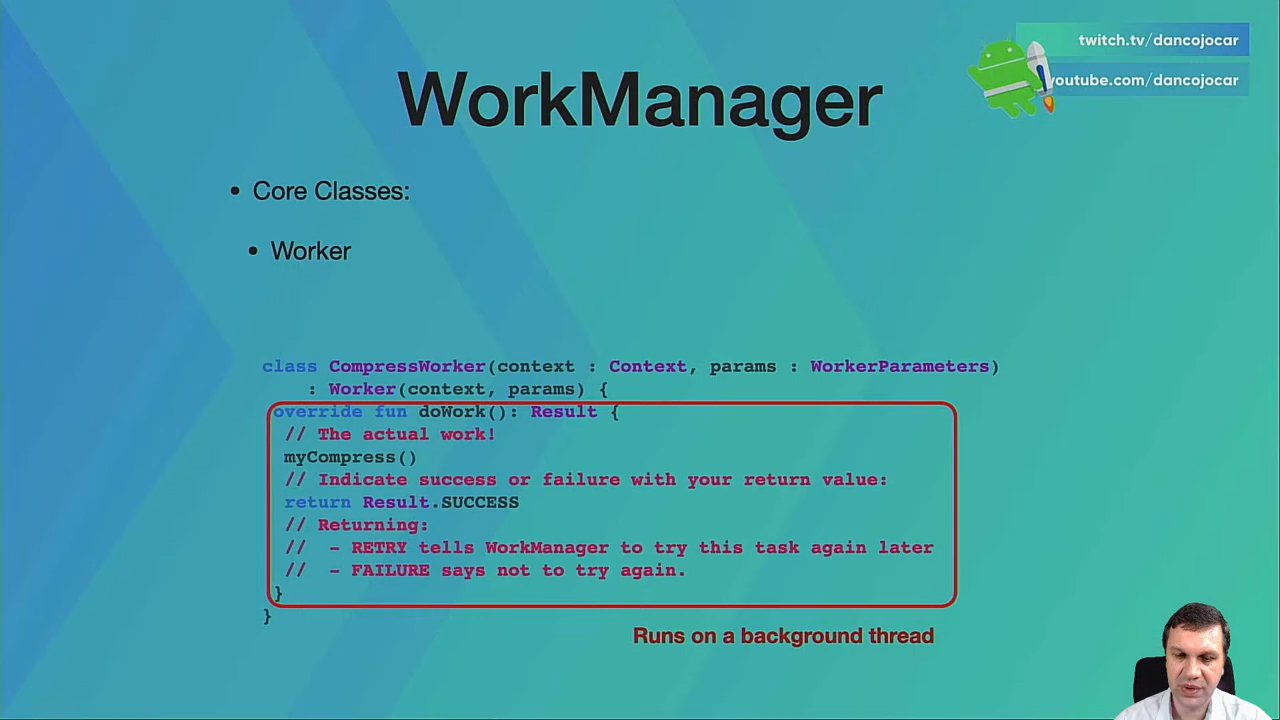 twitch.tv/dancojocar
youtube.com/dancojocar
WorkManager
• Core Classes:
• Worker
class CompressWorker(context : Context, params : WorkerParameters)
    : Worker(context, params) {
 override fun doWork(): Result {
  // The actual work!
  myCompress()
  // Indicate success or failure with your return value:
  return Result.SUCCESS
  // Returning:
  //  - RETRY tells WorkManager to try this task again later
  //  - FAILURE says not to try again.
 }
}
Runs on a background thread